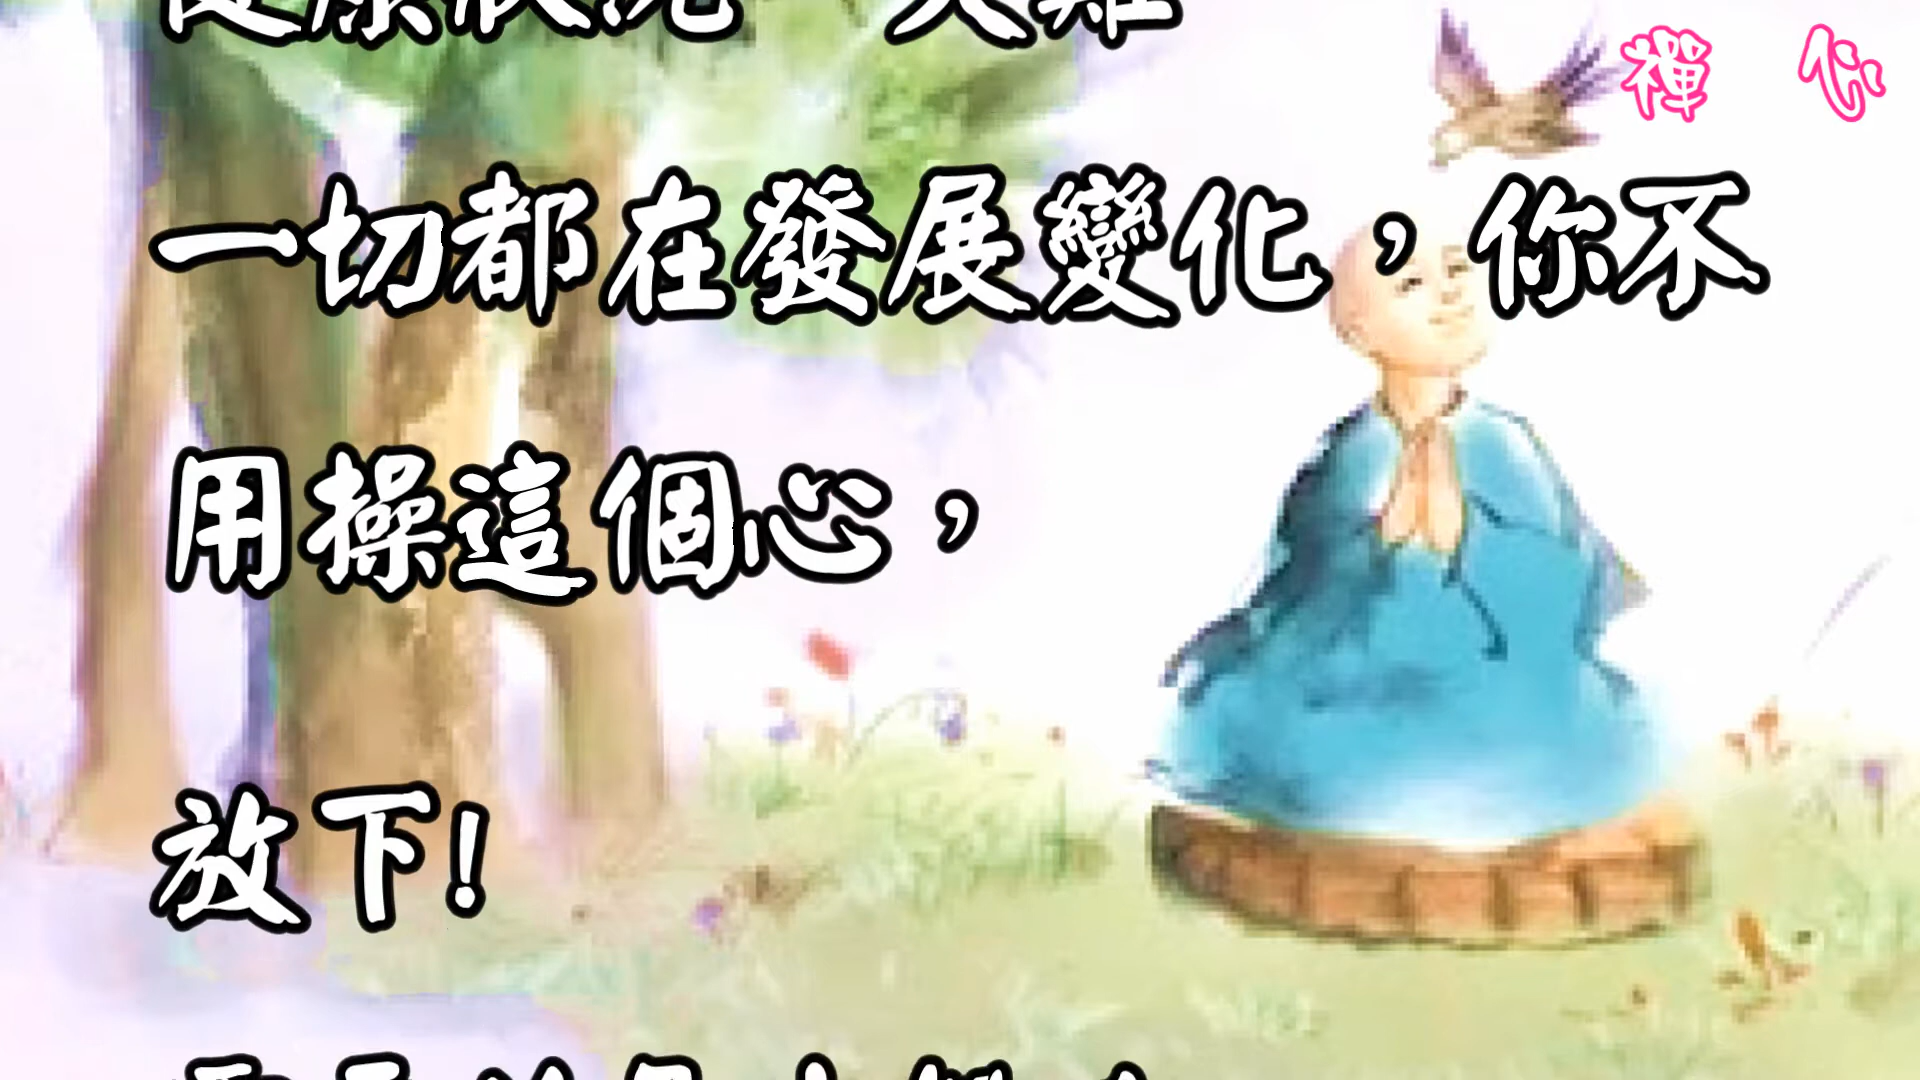 禪 心
一切都在發展變化，你不
用操這個心，
放下!